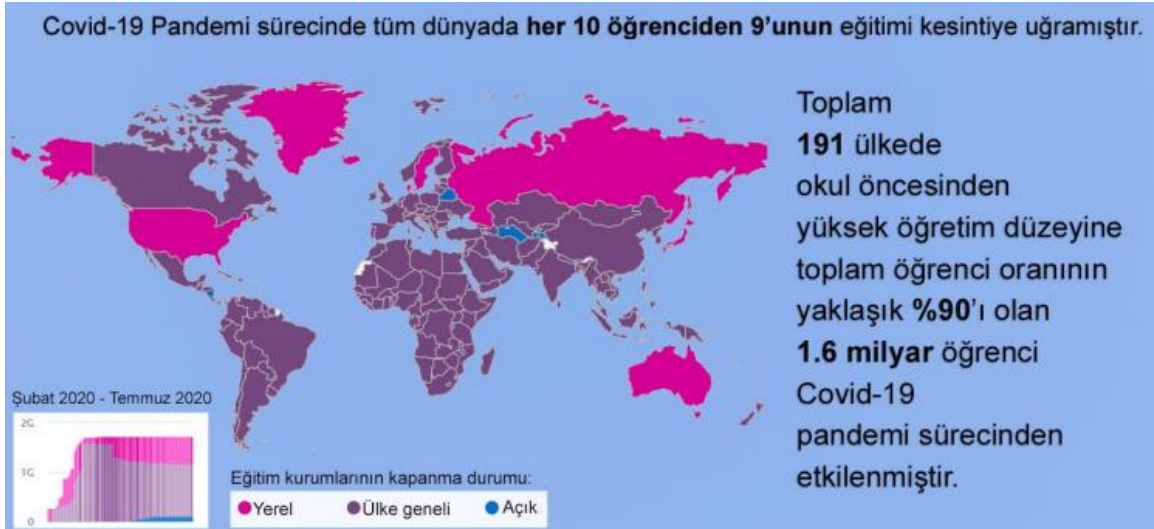 Covid-19 Pandemi sürecinde tüm dünyada her 10 öğrenciden 9'unun eğitimi kesintiye uğramıştır.
Toplam
191 ülkede
okul öncesinden
yüksek öğretim düzeyine
toplam öğrenci oranının
yaklaşık %90'ı olan
1.6 milyar öğrenci
Covid-19
pandemi sürecinden
etkilenmiştir.
Şubat 2020 - Temmuz 2020
2G
1G
0
Eğitim kurumlarının kapanma durumu:
Yerel Ülke geneli Açık